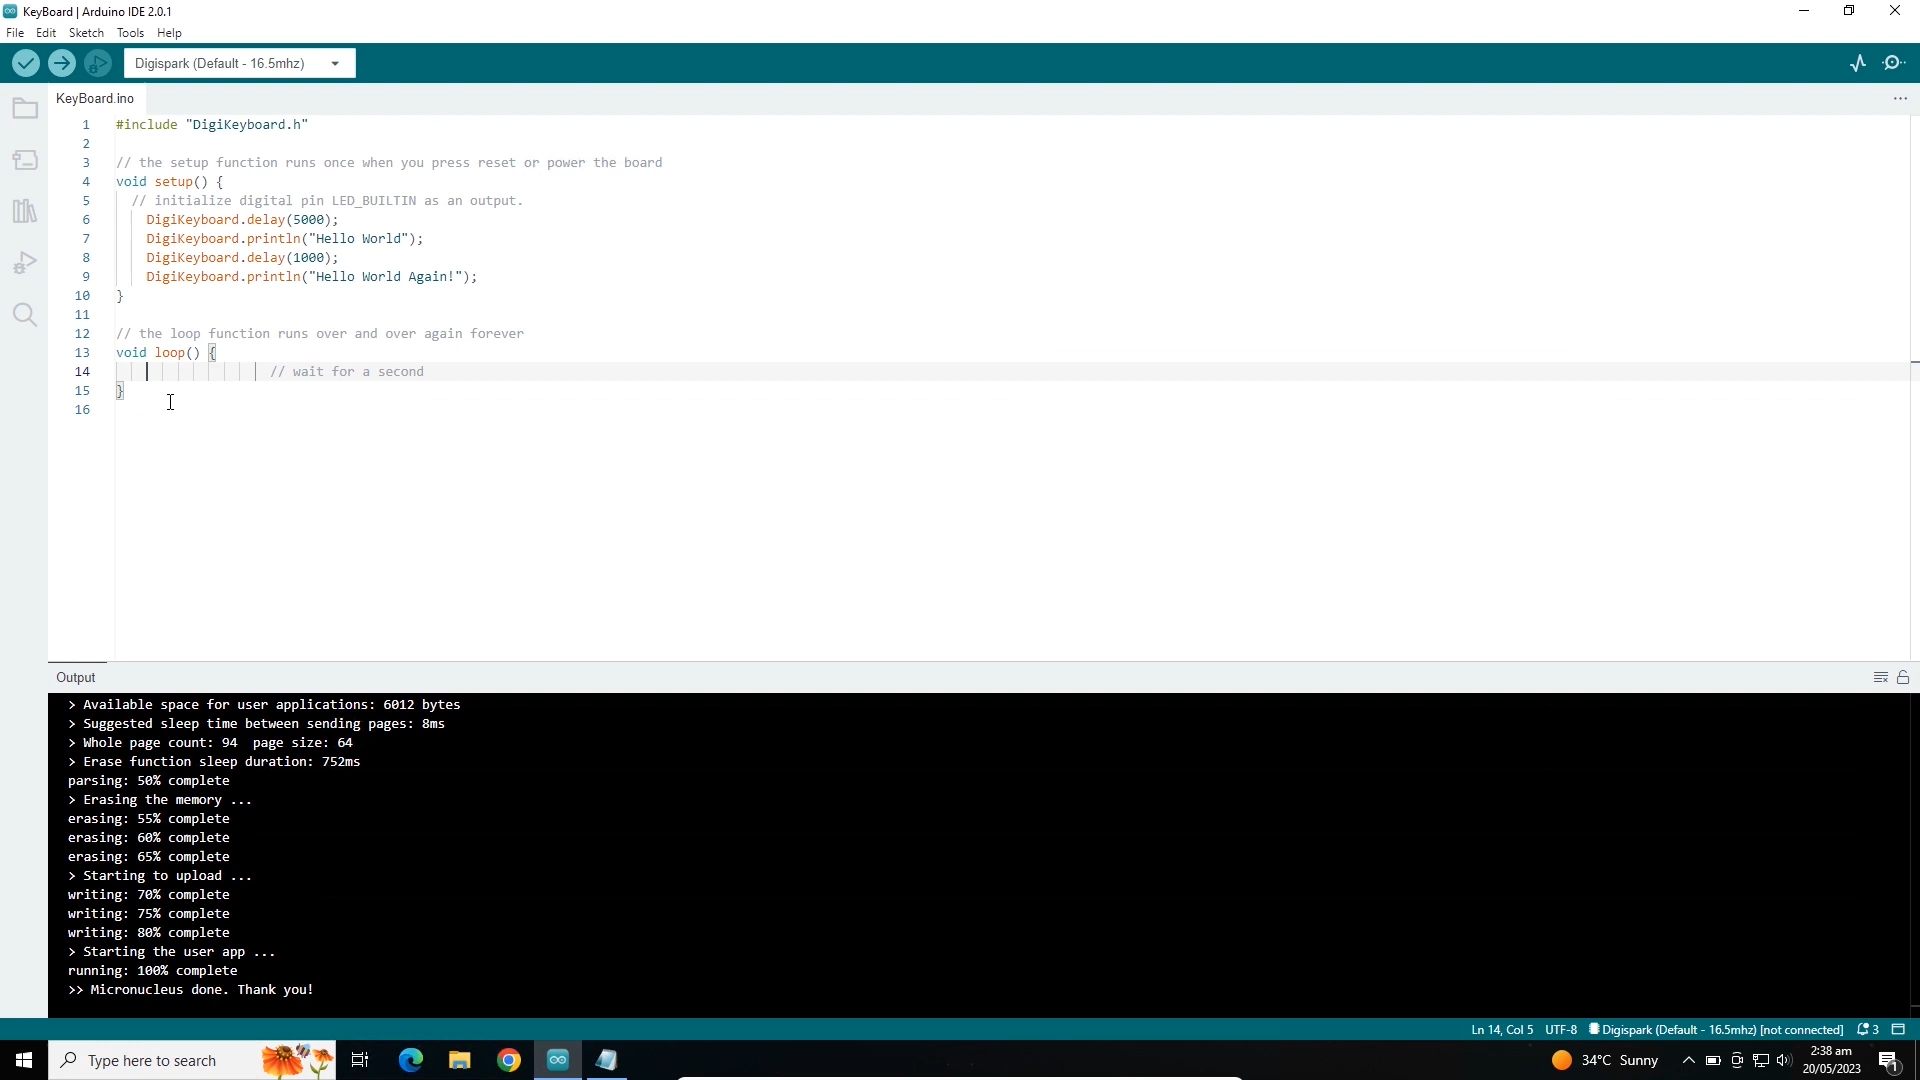 KeyBoard | Arduino IDE 2.0.1
File Edit Sketch Tools Help
Digispark (Default - 16.5mhz)
KeyBoard.ino
1 #include "DigiKeyboard.h"
2
3 // the setup function runs once when you press reset or power the board
4 void setup() {
5 // initialize digital pin LED_BUILTIN as an output.
6 DigiKeyboard.delay(5000);
7 DigiKeyboard.println("Hello World");
8 DigiKeyboard.delay(1000);
9 DigiKeyboard.println("Hello World Again!");
10 }
11
12 // the loop function runs over and over again forever
13 void loop() {
14 // wait for a second
15 }
16
Output
> Available space for user applications: 6012 bytes
> Suggested sleep time between sending pages: 8ms
> Whole page count: 94  page size: 64
> Erase function sleep duration: 752ms
parsing: 50% complete
> Erasing the memory ...
erasing: 55% complete
erasing: 60% complete
erasing: 65% complete
> Starting to upload ...
writing: 70% complete
writing: 75% complete
writing: 80% complete
> Starting the user app ...
running: 100% complete
>> Micronucleus done. Thank you!
Ln 14, Col 5 UTF-8 Digispark (Default - 16.5mhz) [not connected] 3
Type here to search
34°C Sunny
2:38 am
20/05/2023
1